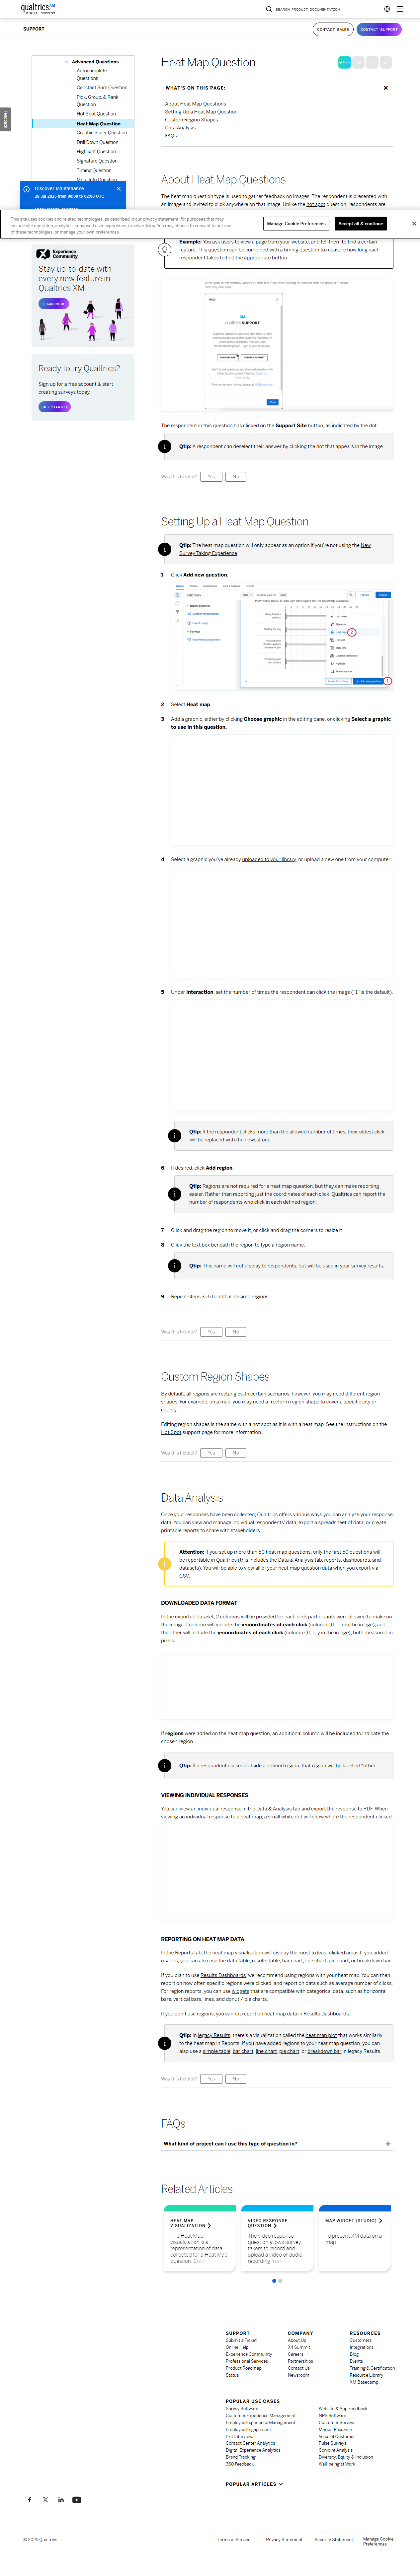 qualtrics.XM
SEARCH PRODUCT DOCUMENTATION
SUPPORT
CONTACT SALES
CONTACT SUPPORT
Feedback
Advanced Questions
Autocomplete
Questions
Constant Sum Question
Pick, Group, & Rank
Question
Hot Spot Question
Heat Map Question
Graphic Slider Question
Drill Down Question
Highlight Question
Signature Question
Timing Question
Meta Info Question
Discover Maintenance
Heat Map Question
WHAT'S ON THIS PAGE:
About Heat Map Questions
Setting Up a Heat Map Question
Custom Region Shapes
Data Analysis
FAQs
About Heat Map Questions
The heat map question type is used to gather feedback on images. The respondent is presented with
an image and invited to click anywhere on that image. Like the hot spot question, respondents are
This site uses cookies and related technologies, as described in our privacy statement, for purposes that may
include site operation, analytics, enhanced user experience, or advertising. You may choose to consent to our use
of these technologies, or manage your own preferences.
Manage Cookie Preferences
Accept all & continue
Example: You ask users to view a page from your website, and tell them to find a certain
feature. This question can be combined with a timing question to measure how long each
respondent takes to find the appropriate button.
Experience
Community
Stay up-to-date with
every new feature in
Qualtrics XM
LEARN MORE
Ready to try Qualtrics?
Sign up for a free account & start
creating surveys today.
GET STARTED
Help
XM
qualtrics SUPPORT
SUPPORT SITE
CONTACT SUPPORT
The respondent in this question has clicked on the Support Site button, as indicated by the dot.
Qtip: A respondent can deselect their answer by clicking the dot that appears in the image.
Was this helpful? Yes No
Setting Up a Heat Map Question
Qtip: The heat map question will only appear as an option if you're not using the New
Survey Taking Experience.
1 Click Add new question.
2 Select Heat map.
3 Add a graphic, either by clicking Choose graphic in the editing pane, or clicking Select a graphic
to use in this question.
4 Select a graphic you've already uploaded to your library, or upload a new one from your computer.
5 Under Interaction, set the number of times the respondent can click the image ("1" is the default).
Qtip: If the respondent clicks more than the allowed number of times, their oldest click
will be replaced with the newest one.
6 If desired, click Add region.
Qtip: Regions are not required for a heat map question, but they can make reporting
easier. Rather than reporting just the coordinates of each click, Qualtrics can report the
number of respondents who click in each defined region.
7 Click and drag the region to move it, or click and drag the corners to resize it.
8 Click the text box beneath the region to type a region name.
Qtip: This name will not display to respondents, but will be used in your survey results.
9 Repeat steps 3–5 to add all desired regions.
Was this helpful? Yes No
Custom Region Shapes
By default, all regions are rectangles. In certain scenarios, however, you may need different region
shapes. For example, on a map, you may need a freeform region shape to cover a specific city or
county.
Editing region shapes is the same with a hot spot as it is with a heat map. See the instructions on the
Hot Spot support page for more information.
Was this helpful? Yes No
Data Analysis
Once your responses have been collected, Qualtrics offers various ways you can analyze your response
data. You can view and manage individual respondents' data, export a spreadsheet of data, or create
printable reports to share with stakeholders.
Attention: If you set up more than 50 heat map questions, only the first 50 questions will
be reportable in Qualtrics (this includes the Data & Analysis tab, reports, dashboards, and
datasets). You will be able to view all of your heat map question data when you export via
CSV.
DOWNLOADED DATA FORMAT
In the exported dataset, 2 columns will be provided for each click participants were allowed to make on
the image. 1 column will include the x-coordinates of each click (column Q1_1_x in the image), and
the other will include the y-coordinates of each click (column Q1_1_y in the image), both measured in
pixels.
If regions were added on the heat map question, an additional column will be included to indicate the
chosen region.
Qtip: If a respondent clicked outside a defined region, that region will be labelled "other."
VIEWING INDIVIDUAL RESPONSES
You can view an individual response in the Data & Analysis tab and export the response to PDF. When
viewing an individual response to a heat map, a small white dot will show where the respondent clicked.
REPORTING ON HEAT MAP DATA
In the Reports tab, the heat map visualization will display the most to least clicked areas.If you added
regions, you can also use the data table, results table, bar chart, line chart, pie chart, or breakdown bar.
If you plan to use Results Dashboards, we recommend using regions with your heat map. You can then
report on how often specific regions were clicked, and report on data such as average number of clicks.
For region reports, you can use widgets that are compatible with categorical data, such as horizontal
bars, vertical bars, lines, and donut / pie charts.
If you don't use regions, you cannot report on heat map data in Results Dashboards.
Qtip: In legacy Results, there's a visualization called the heat map plot that works similarly
to the heat map in Reports. If you have added regions to your heat map question, you can
also use a simple table, bar chart, line chart, pie chart, or breakdown bar in legacy Results.
Was this helpful? Yes No
FAQs
What kind of project can I use this type of question in?
Related Articles
HEAT MAP
VISUALIZATION
The Heat Map
visualization is a
representation of data
collected for a Heat Map
question.
VIDEO RESPONSE
QUESTION
The video response
question allows survey
takers to record and
upload a video or audio
recording from
MAP WIDGET (STUDIO)
To present XM data on a
map
SUPPORT
Submit a Ticket
Online Help
Experience Community
Professional Services
Product Roadmap
Status
COMPANY
About Us
X4 Summit
Careers
Partnerships
Contact Us
Newsroom
RESOURCES
Customers
Integrations
Blog
Events
Training & Certification
Resource Library
XM Basecamp
POPULAR USE CASES
Survey Software
Customer Experience Management
Employee Experience Management
Employee Engagement
Exit Interviews
Contact Center Analytics
Digital Experience Analytics
Brand Tracking
360 Feedback
Website & App Feedback
NPS Software
Customer Surveys
Market Research
Voice of Customer
Pulse Surveys
Conjoint Analysis
Diversity, Equity & Inclusion
Well-being at Work
POPULAR ARTICLES
© 2025 Qualtrics
Terms of Service
Privacy Statement
Security Statement
Manage Cookie
Preferences